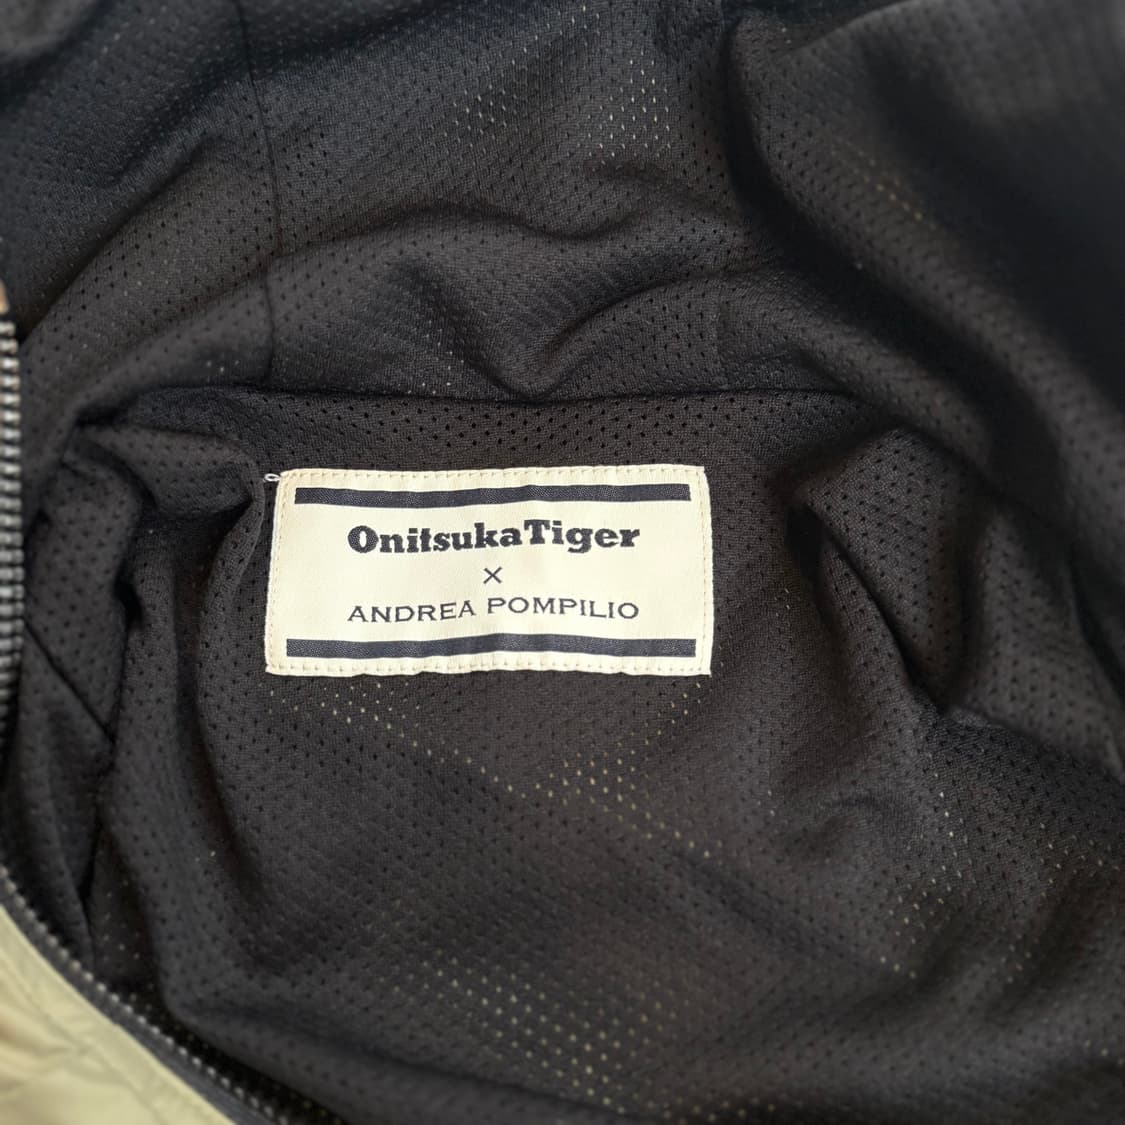 OnitsukaTiger
×
ANDREA POMPILIO